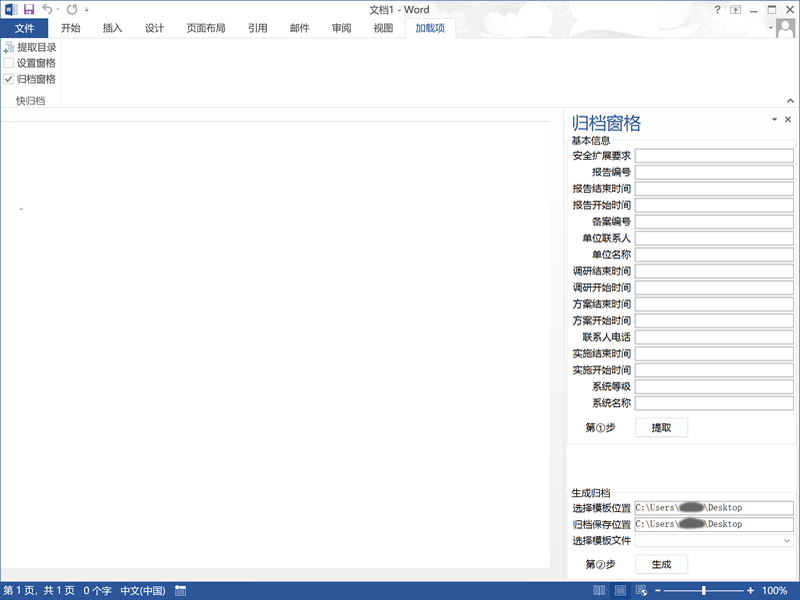 文档1 - Word
文件 开始 插入 设计 页面布局 引用 邮件 审阅 视图 加载项
提取目录
设置窗格
归档窗格
快归档
归档窗格
基本信息
安全扩展要求
报告编号
报告结束时间
报告开始时间
备案编号
单位联系人
单位名称
调研结束时间
调研开始时间
方案结束时间
方案开始时间
联系人电话
实施结束时间
实施开始时间
系统等级
系统名称
第①步 提取
生成归档
选择模板位置 C:\Users\ \Desktop
归档保存位置 C:\Users\ \Desktop
选择模板文件
第②步 生成
第 1 页，共 1 页 0 个字 中文(中国) 100%